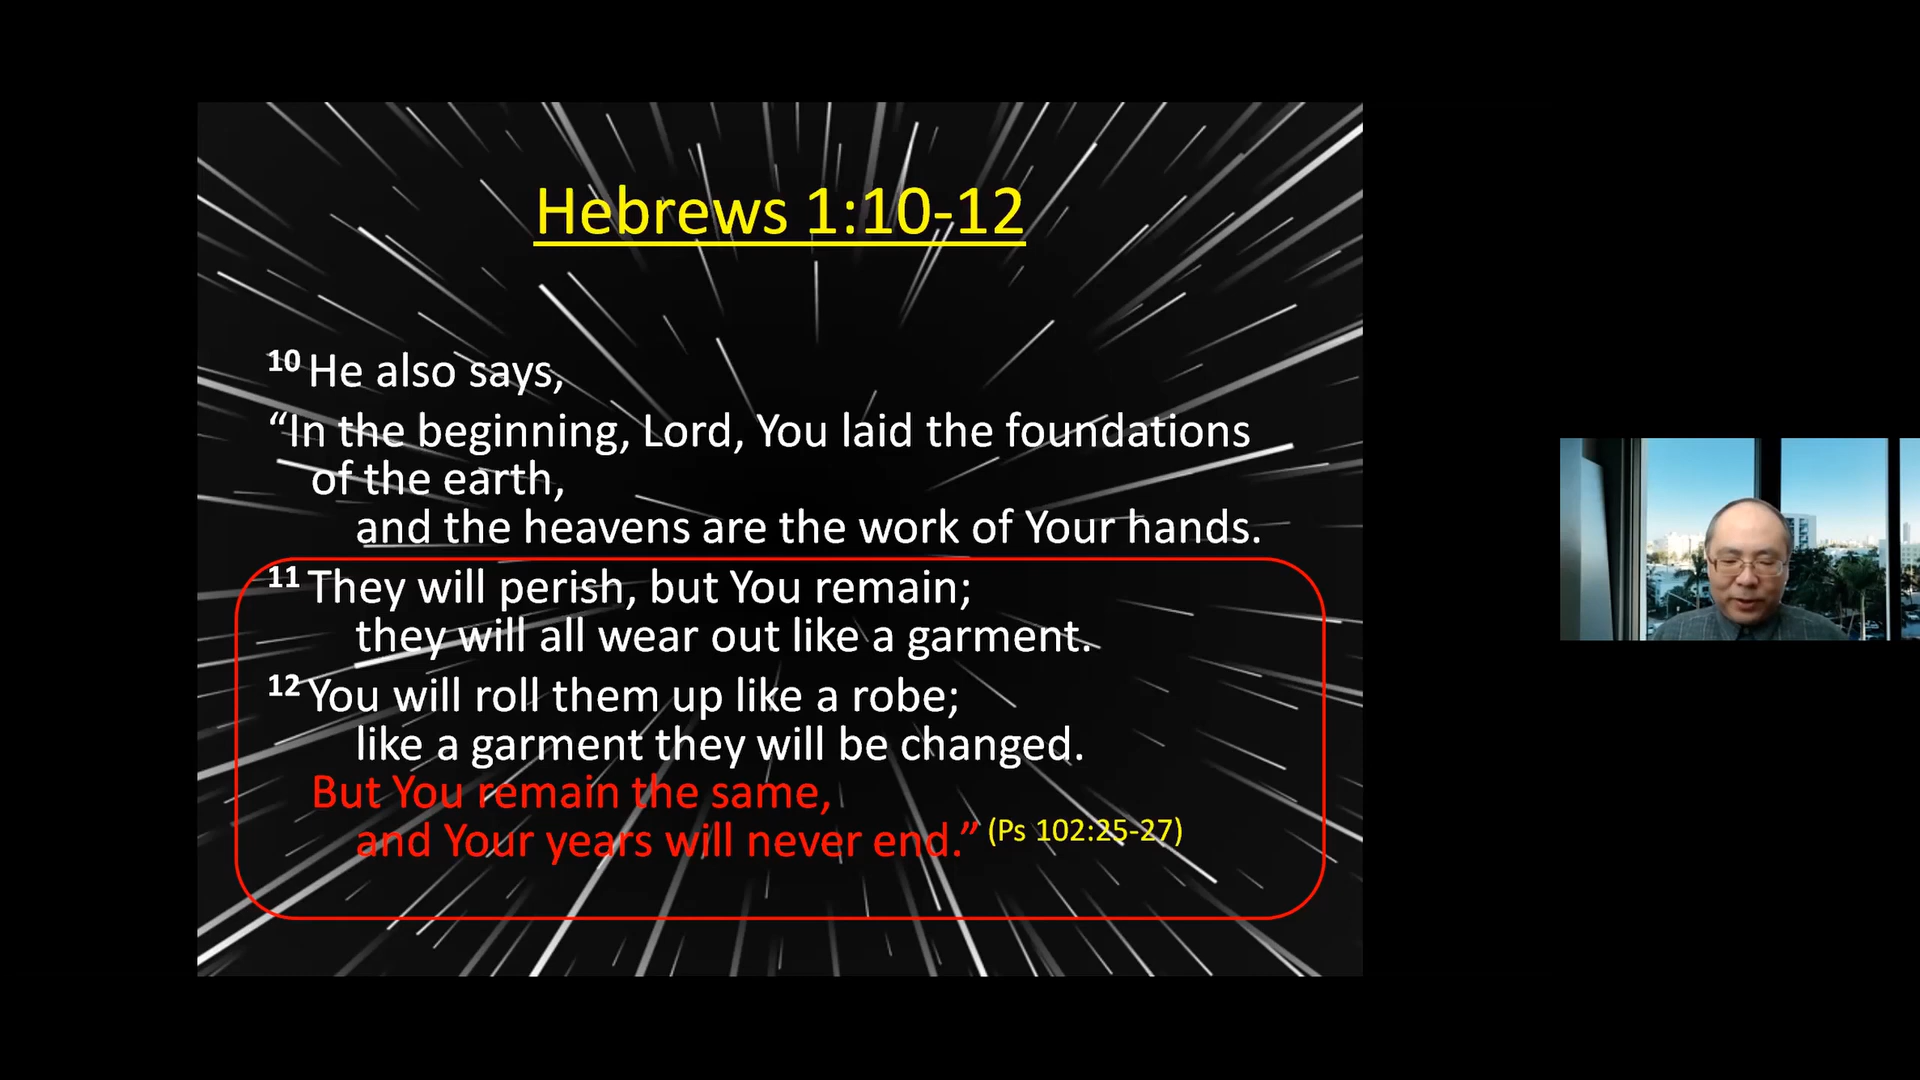 Hebrews 1:10-12
10 He also says,
“In the beginning, Lord, You laid the foundations
of the earth,
and the heavens are the work of Your hands.
11 They will perish, but You remain;
they will all wear out like a garment.
12 You will roll them up like a robe;
like a garment they will be changed.
But You remain the same,
and Your years will never end.” (Ps 102:25-27)